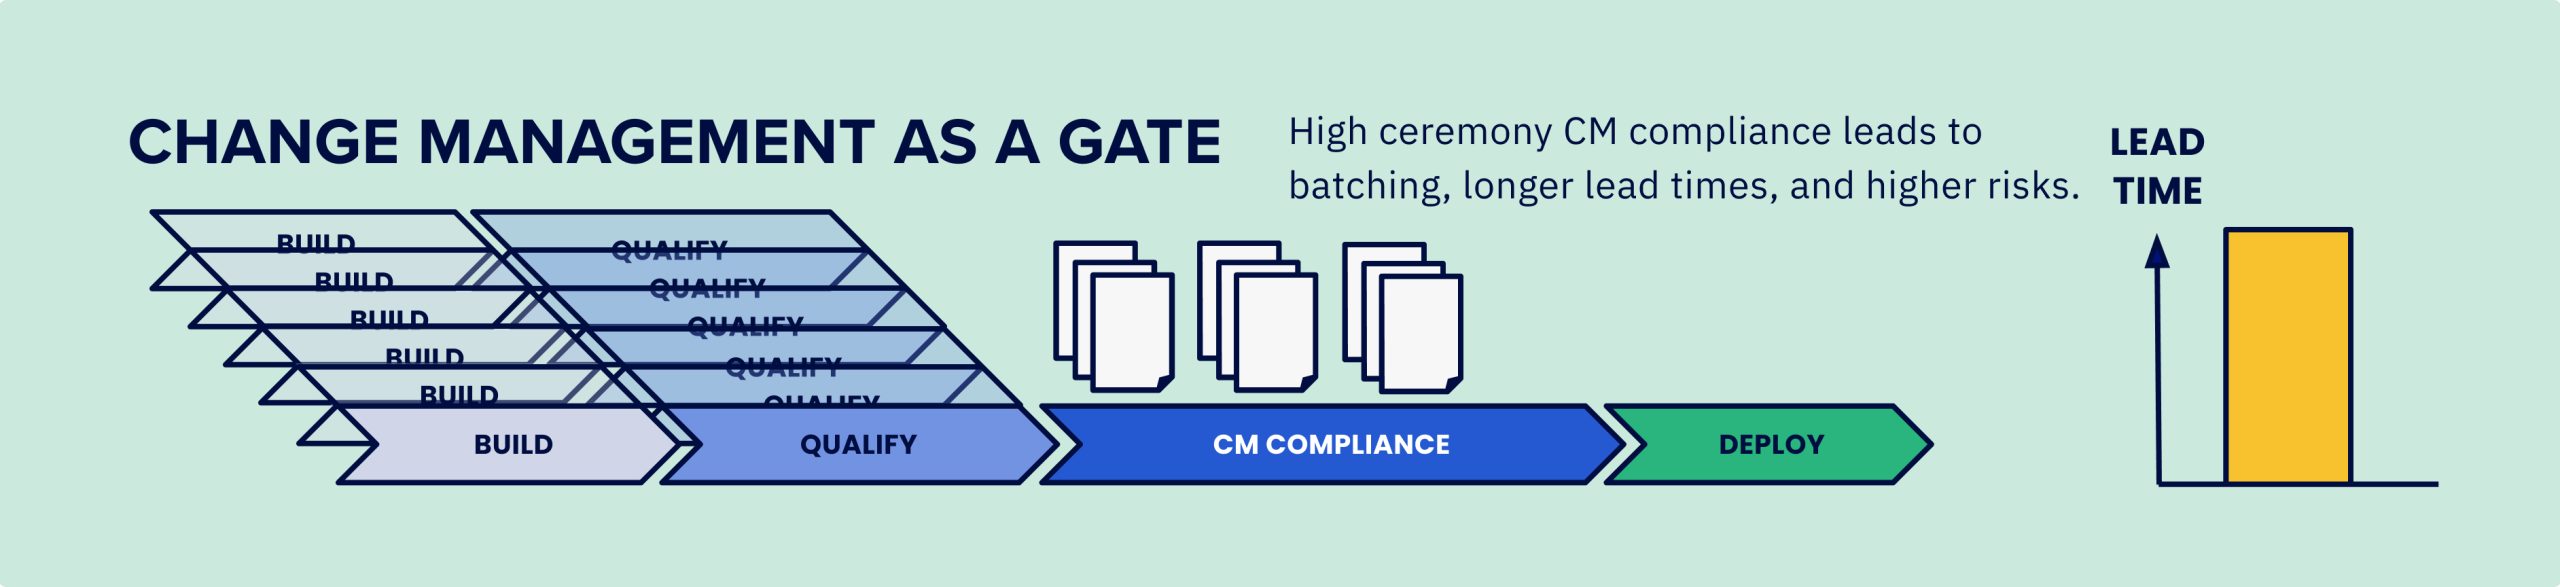 CHANGE MANAGEMENT AS A GATE
High ceremony CM compliance leads to
batching, longer lead times, and higher risks.
LEAD
TIME
BUILD
QUALIFY
BUILD
QUALIFY
BUILD
QUALIFY
BUILD
QUALIFY
BUILD
QUALIFY
BUILD
QUALIFY
CM COMPLIANCE
DEPLOY